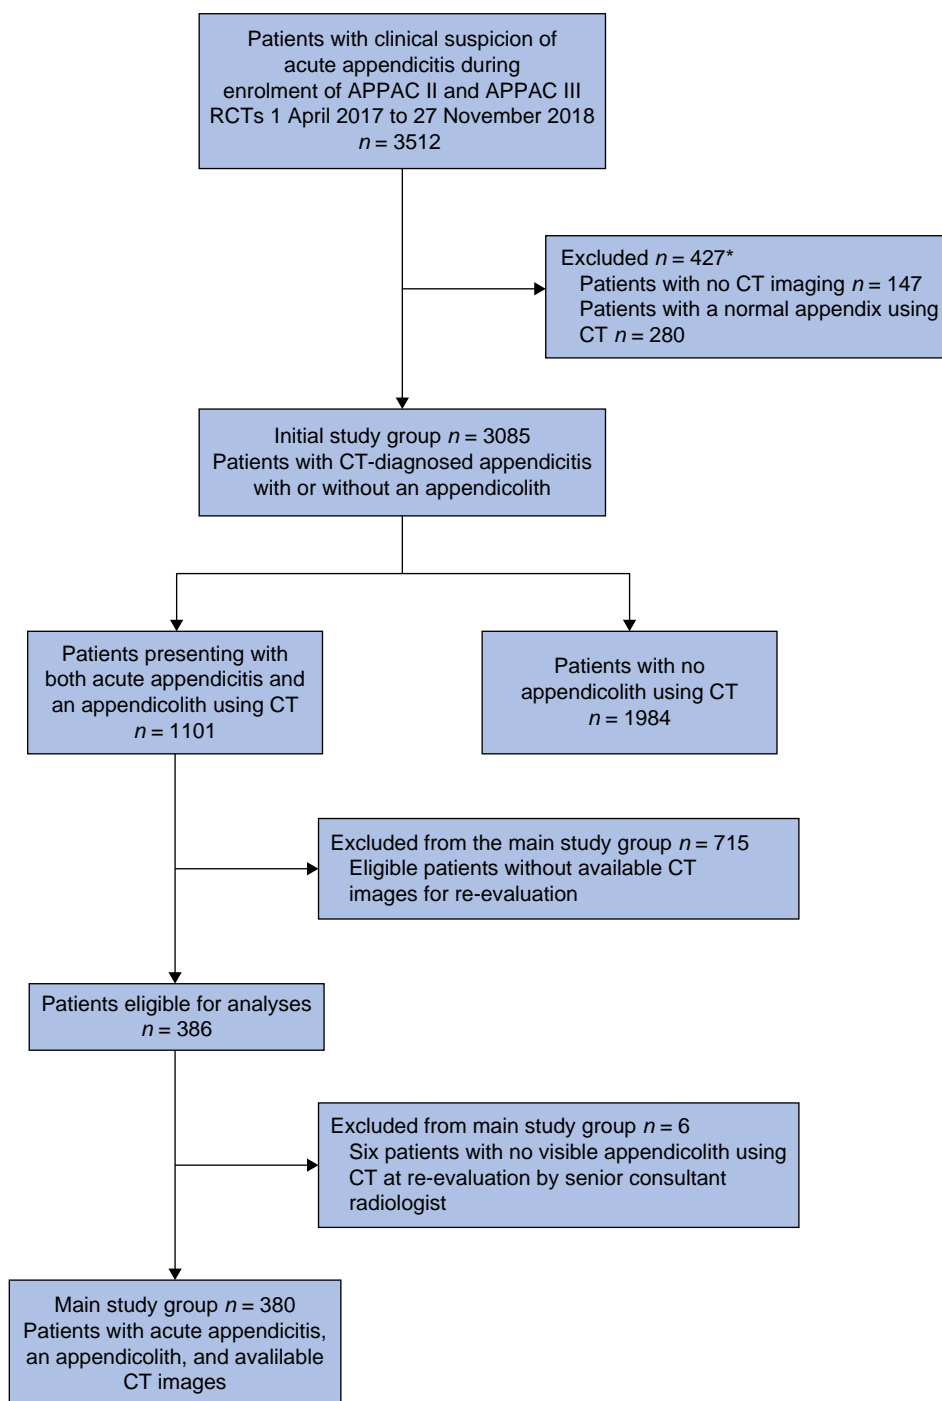 Patients with clinical suspicion of
acute appendicitis during
enrolment of APPAC II and APPAC III
RCTs 1 April 2017 to 27 November 2018
n = 3512
Excluded n = 427*
Patients with no CT imaging n = 147
Patients with a normal appendix using
CT n = 280
Initial study group n = 3085
Patients with CT-diagnosed appendicitis
with or without an appendicolith
Patients presenting with
both acute appendicitis and
an appendicolith using CT
n = 1101
Patients with no
appendicolith using CT
n = 1984
Excluded from the main study group n = 715
Eligible patients without available CT
images for re-evaluation
Patients eligible for analyses
n = 386
Excluded from main study group n = 6
Six patients with no visible appendicolith using
CT at re-evaluation by senior consultant
radiologist
Main study group n = 380
Patients with acute appendicitis,
an appendicolith, and avalilable
CT images